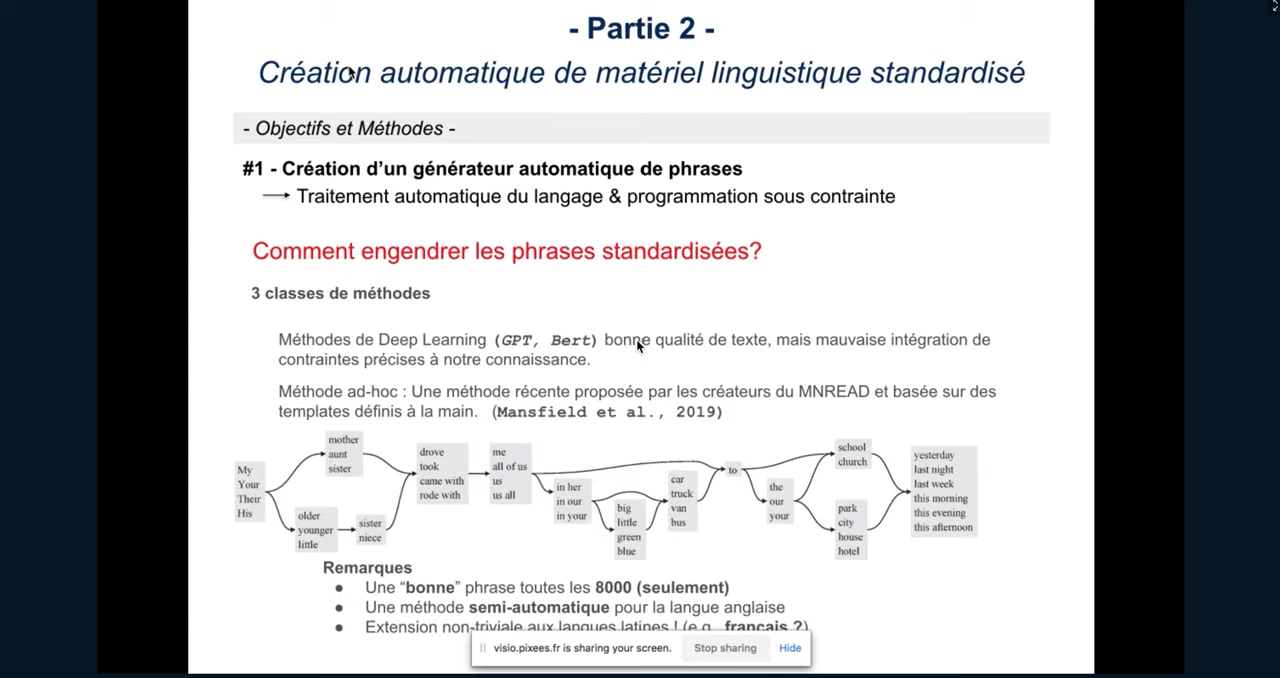 - Partie 2 -
Création automatique de matériel linguistique standardisé
- Objectifs et Méthodes -
#1 - Création d’un générateur automatique de phrases
Traitement automatique du langage & programmation sous contrainte
Comment engendrer les phrases standardisées?
3 classes de méthodes
Méthodes de Deep Learning (GPT, Bert) bonne qualité de texte, mais mauvaise intégration de
contraintes précises à notre connaissance.
Méthode ad-hoc : Une méthode récente proposée par les créateurs du MNREAD et basée sur des
templates définis à la main. (Mansfield et al., 2019)
My
Your
Their
His
mother
aunt
sister
older
younger
little
sister
niece
drove
took
came with
rode with
me
all of us
us
us all
in her
in our
in your
big
little
green
blue
car
truck
van
bus
to
the
our
your
school
church
park
city
house
hotel
yesterday
last night
last week
this morning
this evening
this afternoon
Remarques
● Une “bonne” phrase toutes les 8000 (seulement)
● Une méthode semi-automatique pour la langue anglaise
● Extension non-triviale aux langues latines ! (e.g., français ?)
visio.pixees.fr is sharing your screen.
Stop sharing
Hide